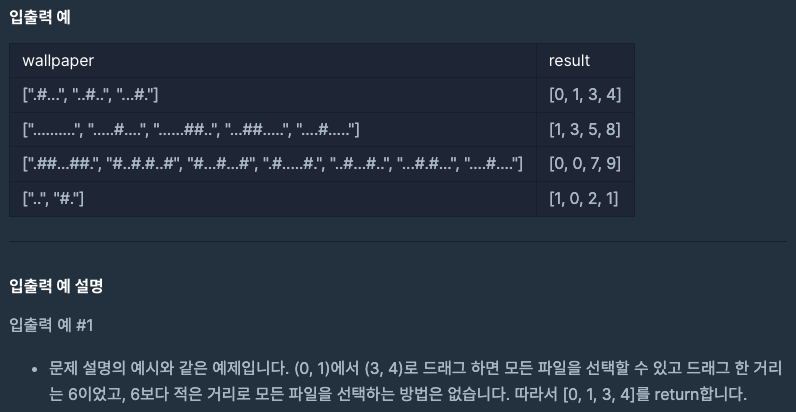 입출력 예
wallpaper result
[".#...", "..#..", "...#."] [0, 1, 3, 4]
["..........", ".....#....", "......##..", "...##.....", "....#....."] [1, 3, 5, 8]
[".##...##.", "#..#.#..#", "#...#...#", ".#.....#.", "..#...#..", "...#.#...", "....#...."] [0, 0, 7, 9]
["..", "#."] [1, 0, 2, 1]
입출력 예 설명
입출력 예 #1
• 문제 설명의 예시와 같은 예제입니다. (0, 1)에서 (3, 4)로 드래그 하면 모든 파일을 선택할 수 있고 드래그 한 거리
는 6이었고, 6보다 적은 거리로 모든 파일을 선택하는 방법은 없습니다. 따라서 [0, 1, 3, 4]를 return합니다.